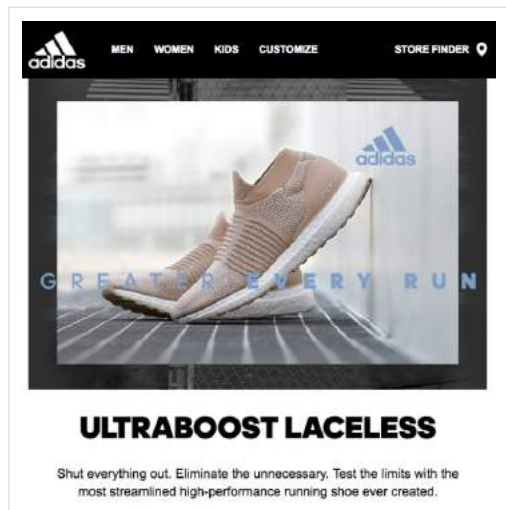 adidas
MEN WOMEN KIDS CUSTOMIZE STORE FINDER
adidas
GREATER EVERY RUN
ULTRABOOST LACELESS
Shut everything out. Eliminate the unnecessary. Test the limits with the
most streamlined high-performance running shoe ever created.